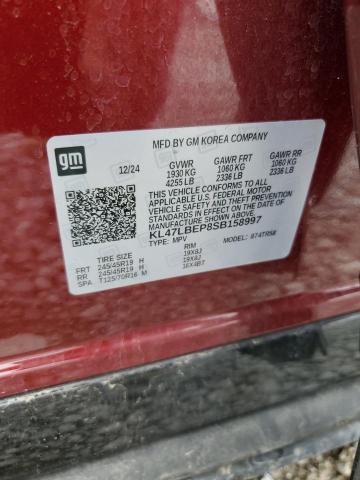 MFD BY GM KOREA COMPANY
gm
12/24 GVWR GAWR FRT GAWR RR
1930 KG 1060 KG 1060 KG
4255 LB 2336 LB 2336 LB
THIS VEHICLE CONFORMS TO ALL
APPLICABLE U.S. FEDERAL MOTOR
VEHICLE SAFETY AND THEFT PREVENTION
STANDARDS IN EFFECT ON THE DATE OF
MANUFACTURE SHOWN ABOVE.
KL47LBEP8SB158997
TYPE: MPV MODEL:
TIRE SIZE RIM
FRT 245/45R19 H 19X8J
RR 245/45R19 H 19X8J
SPA T125/70R16 M 16X4BT